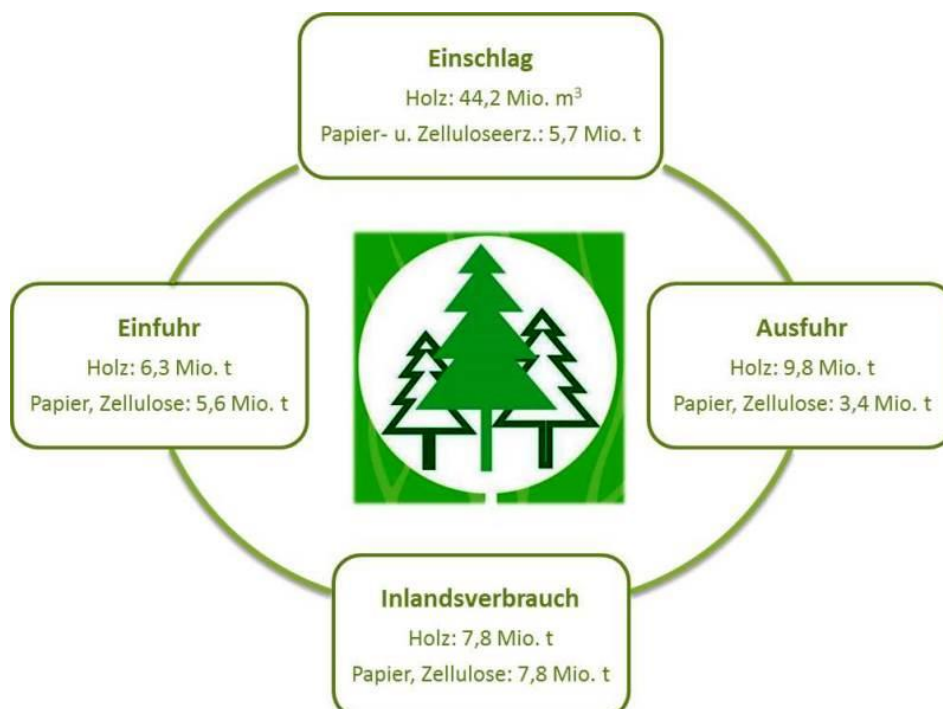 Einschlag
Holz: 44,2 Mio. m³
Papier- u. Zelluloseerz.: 5,7 Mio. t
Einfuhr
Holz: 6,3 Mio. t
Papier, Zellulose: 5,6 Mio. t
Ausfuhr
Holz: 9,8 Mio. t
Papier, Zellulose: 3,4 Mio. t
Inlandsverbrauch
Holz: 7,8 Mio. t
Papier, Zellulose: 7,8 Mio. t